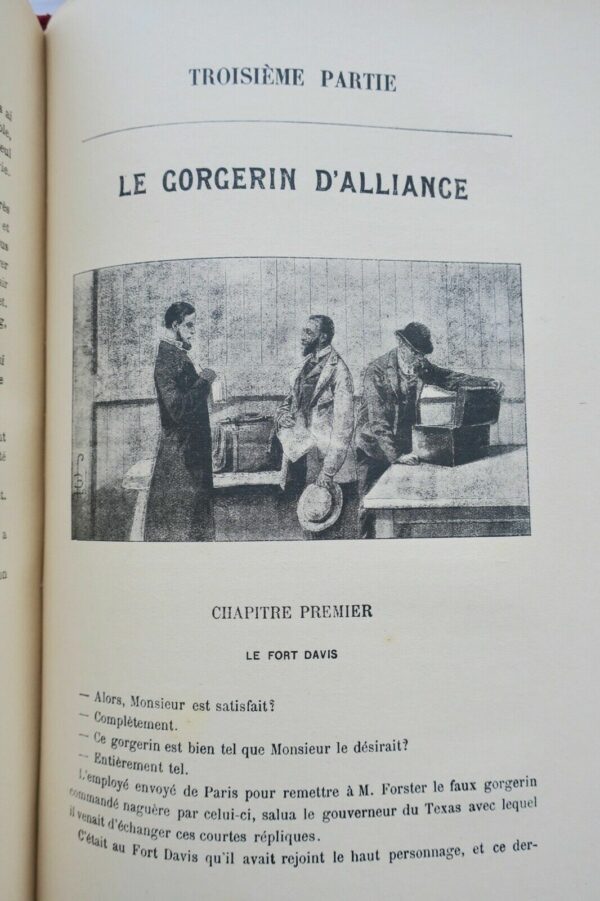 TROISIÈME PARTIE
LE GORGERIN D'ALLIANCE
CHAPITRE PREMIER
LE FORT DAVIS
— Alors, Monsieur est satisfait?
— Complètement.
— Ce gorgerin est bien tel que Monsieur le désirait?
— Entièrement tel.
L'employé envoyé de Paris pour remettre à M. Forster le faux gorgerin
commandé naguère par celui-ci, salua le gouverneur du Texas avec lequel
il venait d'échanger ces courtes répliques.
C'était au Fort Davis qu'il avait rejoint le haut personnage, et ce der-